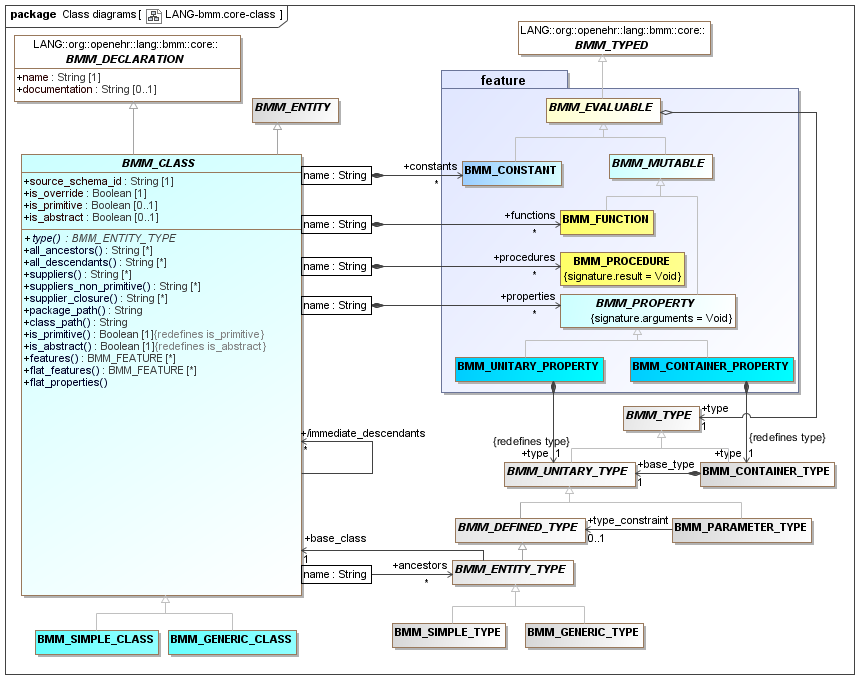 package Class diagrams[ LANG-bmm.core-class ]
LANG::org::openehr::lang::bmm::core::
BMM_DECLARATION
+name : String [1]
+documentation : String [0..1]
BMM_ENTITY
LANG::org::openehr::lang::bmm::core::
BMM_TYPED
feature
BMM_EVALUABLE
BMM_CONSTANT
BMM_MUTABLE
BMM_FUNCTION
BMM_PROCEDURE
{signature.result = Void}
BMM_PROPERTY
{signature.arguments = Void}
BMM_UNITARY_PROPERTY
BMM_CONTAINER_PROPERTY
BMM_CLASS
+source_schema_id : String [1]
+is_override : Boolean [1]
+is_primitive : Boolean [0..1]
+is_abstract : Boolean [0..1]
+type() : BMM_ENTITY_TYPE
+all_ancestors() : String [*]
+all_descendants() : String [*]
+suppliers() : String [*]
+suppliers_non_primitive() : String [*]
+supplier_closure() : String [*]
+package_path() : String
+class_path() : String
+is_primitive() : Boolean [1]{redefines is_primitive}
+is_abstract() : Boolean [1]{redefines is_abstract}
+features() : BMM_FEATURE [*]
+flat_features() : BMM_FEATURE [*]
+flat_properties()
name : String
+constants
*
name : String
+functions
*
name : String
+procedures
*
name : String
+properties
*
+/immediate_descendants
*
BMM_TYPE
+type
1
{redefines type}
+type 1
{redefines type}
+type 1
BMM_UNITARY_TYPE
+base_type
1
BMM_CONTAINER_TYPE
BMM_DEFINED_TYPE
+type_constraint
0..1
BMM_PARAMETER_TYPE
+base_class
1
name : String
+ancestors
*
BMM_ENTITY_TYPE
BMM_SIMPLE_CLASS
BMM_GENERIC_CLASS
BMM_SIMPLE_TYPE
BMM_GENERIC_TYPE